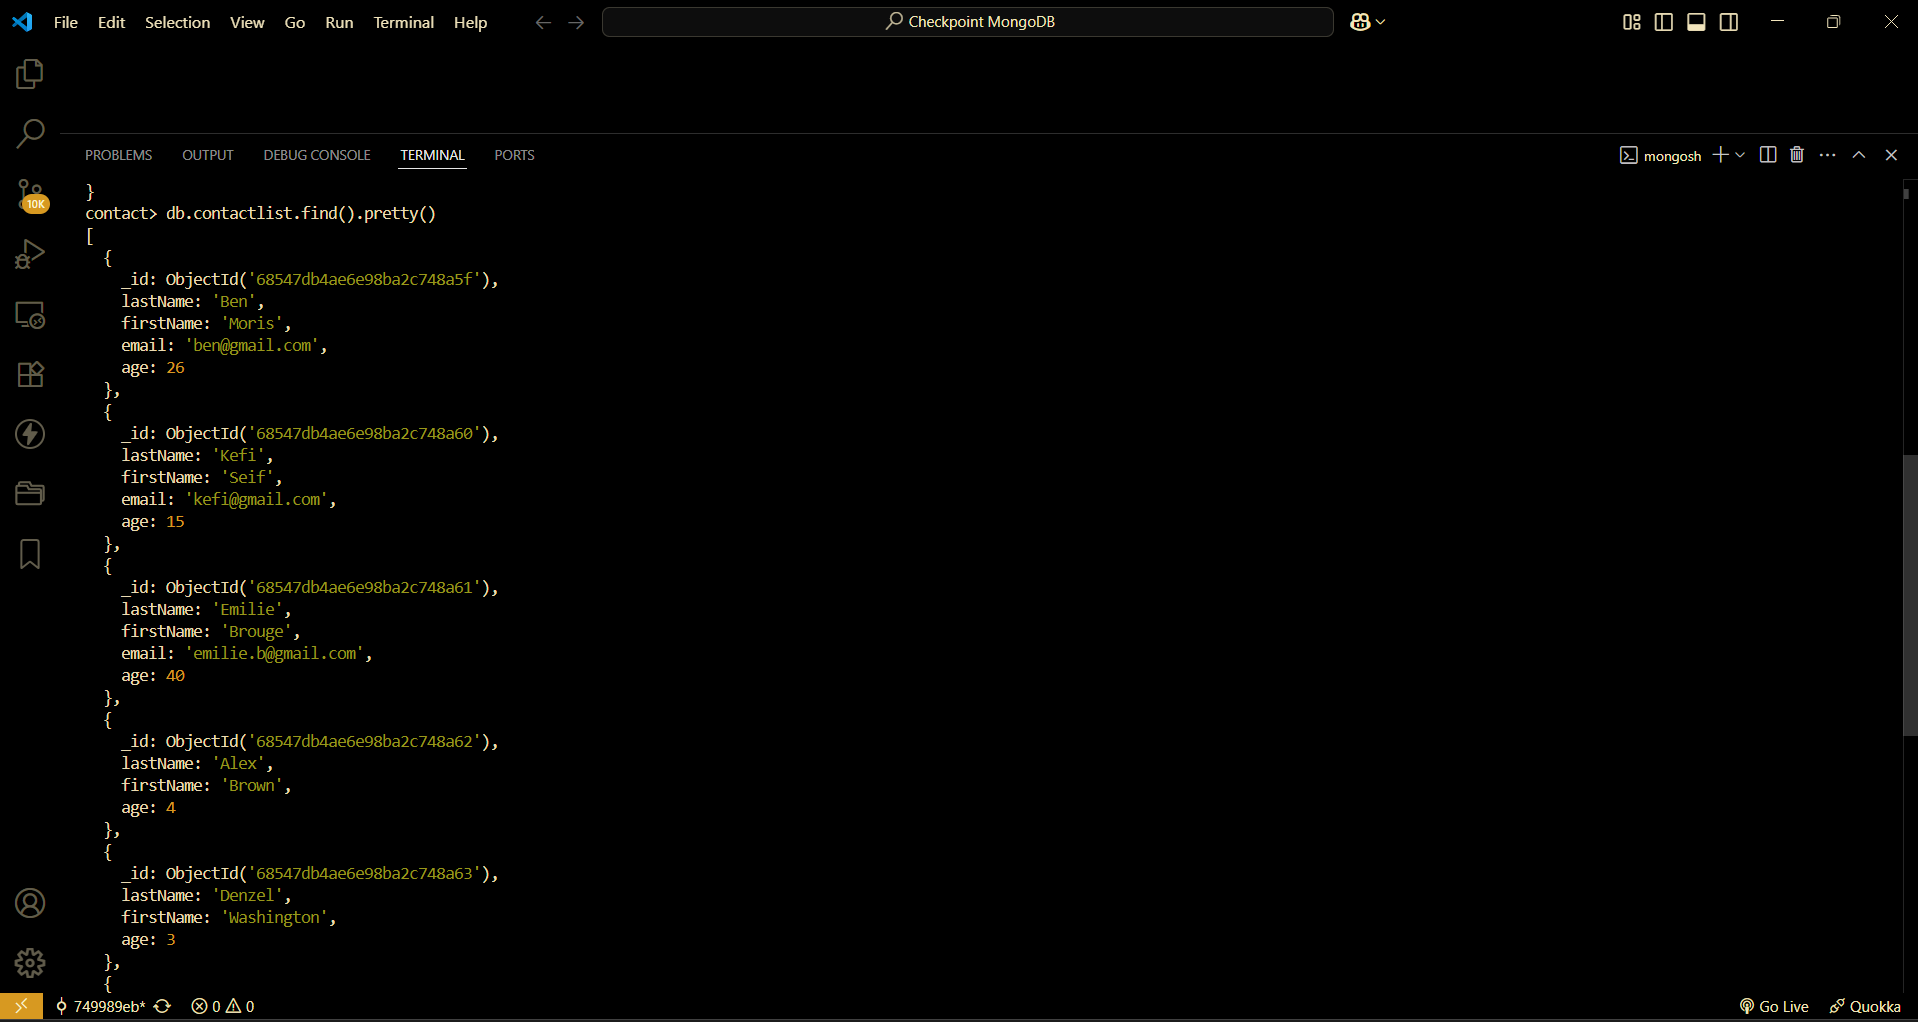 File Edit Selection View Go Run Terminal Help
Checkpoint MongoDB
PROBLEMS OUTPUT DEBUG CONSOLE TERMINAL PORTS
mongosh
10K
}
contact> db.contactlist.find().pretty()
[
  {
    _id: ObjectId('68547db4ae6e98ba2c748a5f'),
    lastName: 'Ben',
    firstName: 'Moris',
    email: 'ben@gmail.com',
    age: 26
  },
  {
    _id: ObjectId('68547db4ae6e98ba2c748a60'),
    lastName: 'Kefi',
    firstName: 'Seif',
    email: 'kefi@gmail.com',
    age: 15
  },
  {
    _id: ObjectId('68547db4ae6e98ba2c748a61'),
    lastName: 'Emilie',
    firstName: 'Brouge',
    email: 'emilie.b@gmail.com',
    age: 40
  },
  {
    _id: ObjectId('68547db4ae6e98ba2c748a62'),
    lastName: 'Alex',
    firstName: 'Brown',
    age: 4
  },
  {
    _id: ObjectId('68547db4ae6e98ba2c748a63'),
    lastName: 'Denzel',
    firstName: 'Washington',
    age: 3
  },
  {
749989eb* 0 0 Go Live Quokka